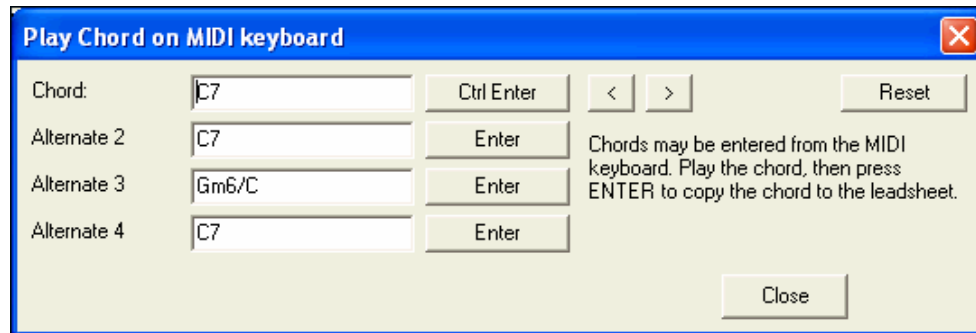 Play Chord on MIDI keyboard
Chord: C7 Ctrl Enter < > Reset
Alternate 2 C7 Enter
Chords may be entered from the MIDI
keyboard. Play the chord, then press
ENTER to copy the chord to the leadsheet.
Alternate 3 Gm6/C Enter
Alternate 4 C7 Enter
Close